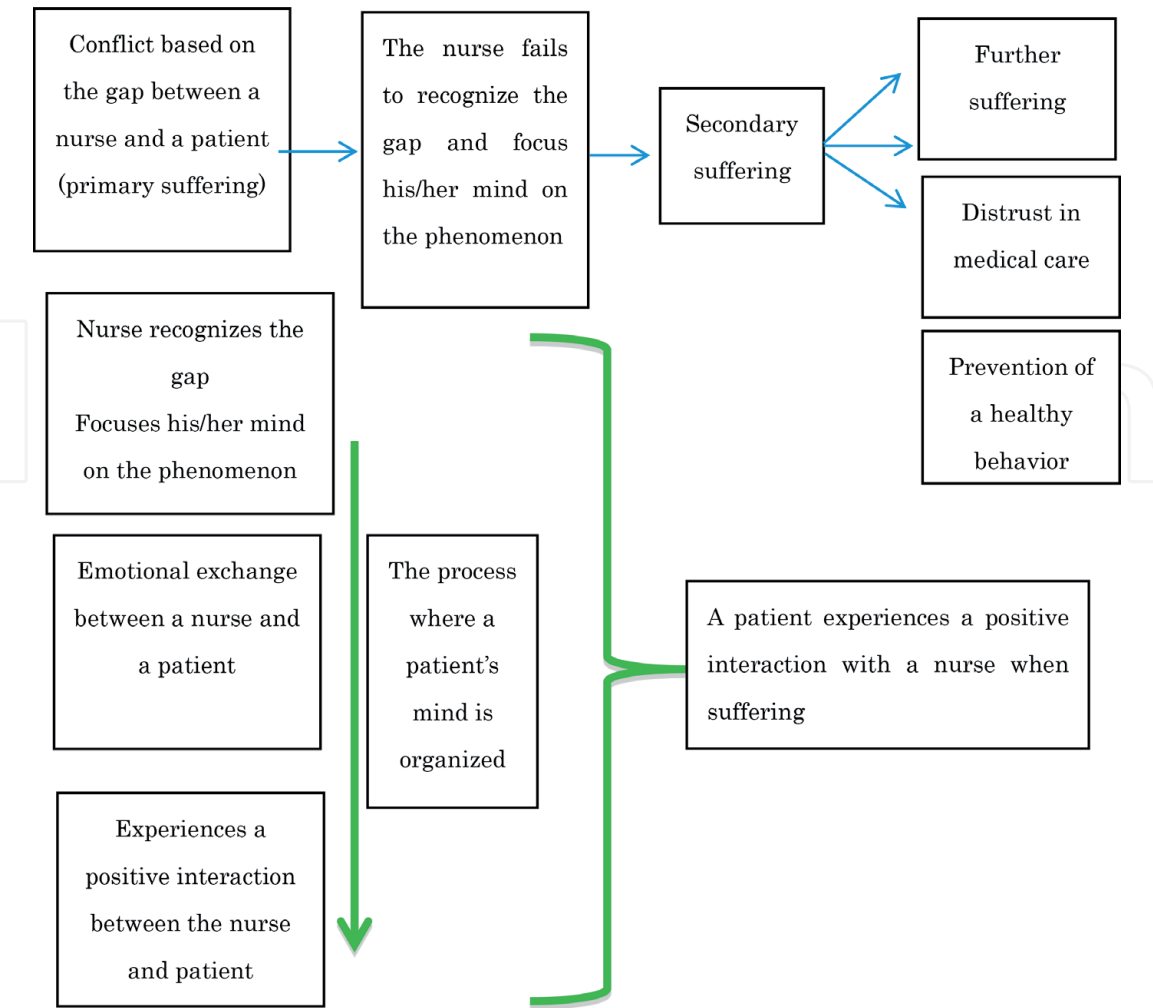 Conflict based on
the gap between a
nurse and a patient
(primary suffering)
The nurse fails
to recognize the
gap and focus
his/her mind on
the phenomenon
Secondary
suffering
Further
suffering
Distrust in
medical care
Prevention of
a healthy
behavior
Nurse recognizes the
gap
Focuses his/her mind
on the phenomenon
Emotional exchange
between a nurse and
a patient
Experiences a
positive interaction
between the nurse
and patient
The process
where a
patient’s
mind is
organized
A patient experiences a positive
interaction with a nurse when
suffering